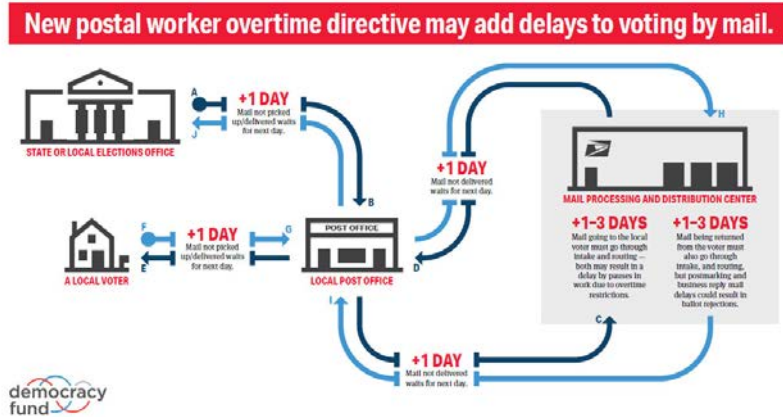 New postal worker overtime directive may add delays to voting by mail.
A
+1 DAY
Mail not picked
up/delivered waits
for next day.
J
STATE OR LOCAL ELECTIONS OFFICE
B
+1 DAY
Mail not delivered
waits for next day.
H
MAIL PROCESSING AND DISTRIBUTION CENTER
+1–3 DAYS
Mail going to the local
voter must go through
intake and routing —
both may result in a
delay by pauses in
work due to overtime
restrictions.
+1–3 DAYS
Mail being returned
from the voter must
also go through
intake, and routing,
but postmarking and
business reply mail
delays could result in
ballot rejections.
F
+1 DAY
Mail not picked
up/delivered waits
for next day.
G
E
A LOCAL VOTER
POST OFFICE
LOCAL POST OFFICE
D
I
C
+1 DAY
Mail not delivered
waits for next day.
democracy
fund